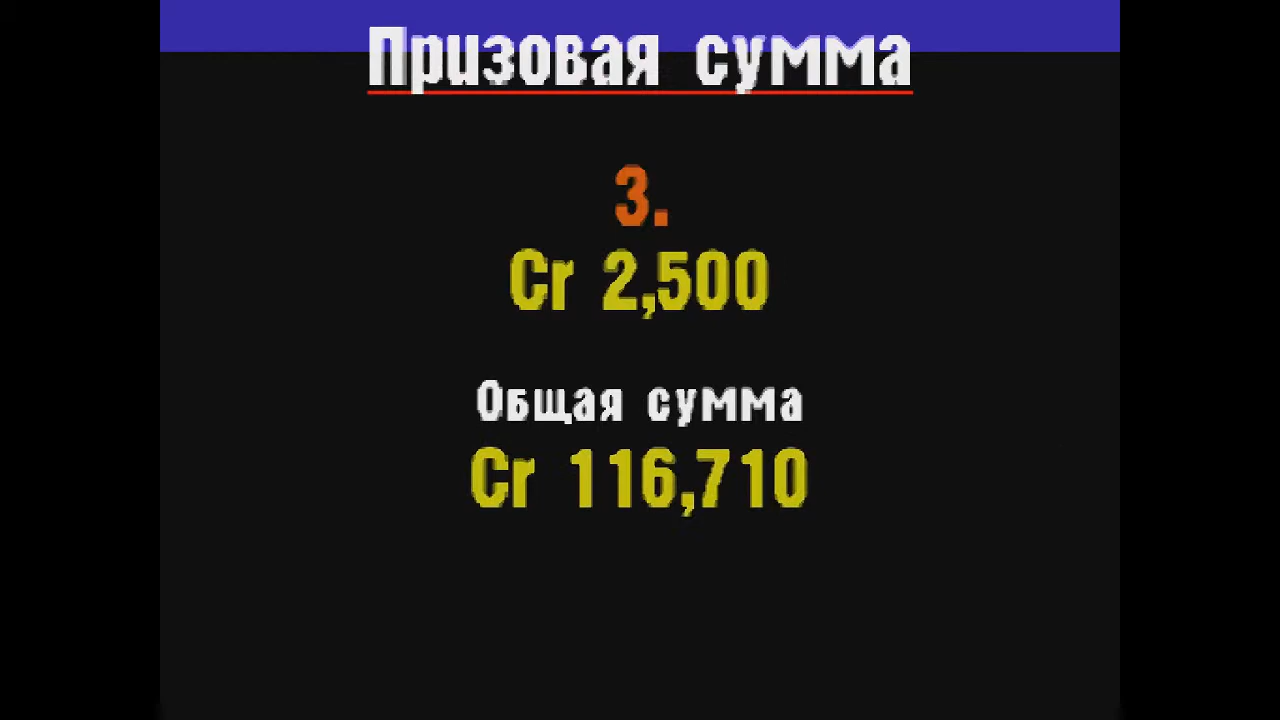 Призовая сумма
3.
Cr 2,500
Общая сумма
Cr 116,710